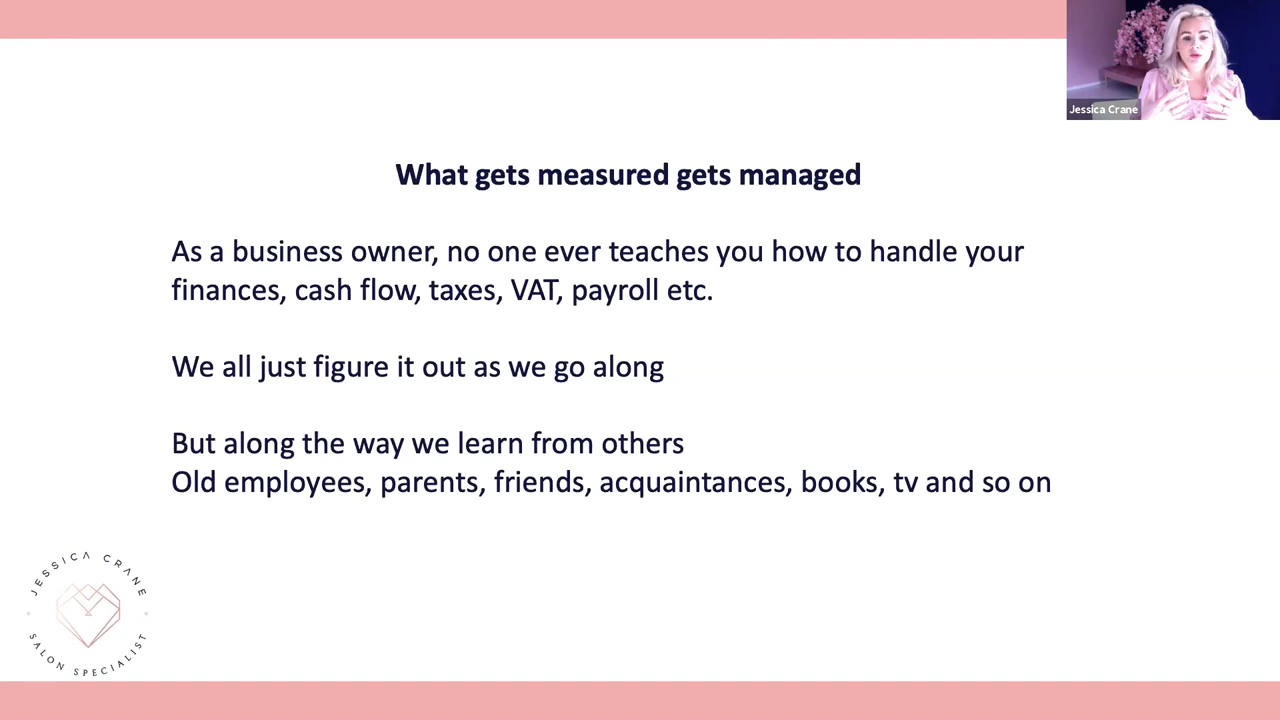 Jessica Crane
What gets measured gets managed
As a business owner, no one ever teaches you how to handle your
finances, cash flow, taxes, VAT, payroll etc.
We all just figure it out as we go along
But along the way we learn from others
Old employees, parents, friends, acquaintances, books, tv and so on
JESSICA CRANE
SALON SPECIALIST